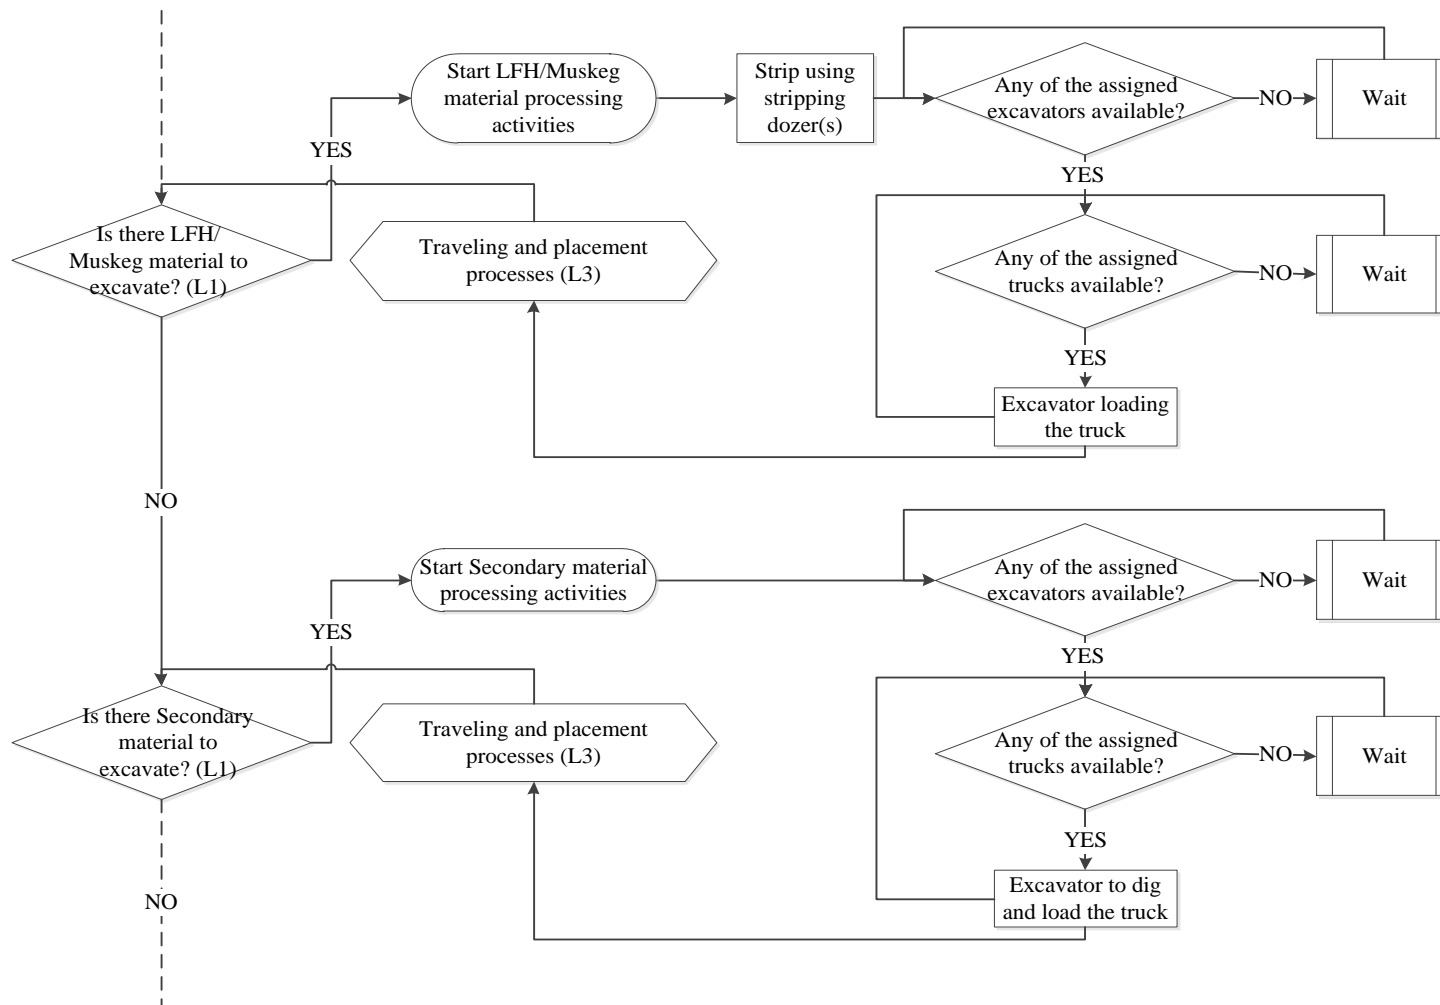 Start LFH/Muskeg
material processing
activities
Strip using
stripping
dozer(s)
Any of the assigned
excavators available?
NO
Wait
YES
YES
Is there LFH/
Muskeg material to
excavate? (L1)
Traveling and placement
processes (L3)
Any of the assigned
trucks available?
NO
Wait
YES
Excavator loading
the truck
NO
Start Secondary material
processing activities
Any of the assigned
excavators available?
NO
Wait
YES
YES
Is there Secondary
material to
excavate? (L1)
Traveling and placement
processes (L3)
Any of the assigned
trucks available?
NO
Wait
YES
Excavator to dig
and load the truck
NO